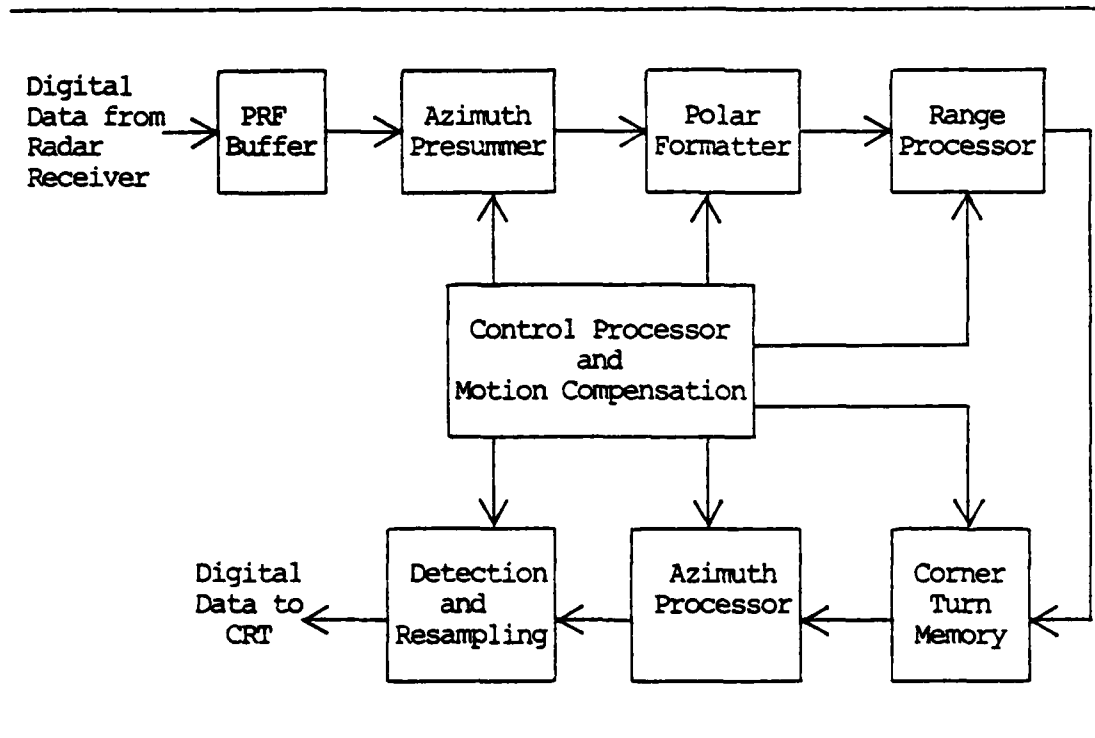 Digital
Data from
Radar
Receiver
PRF
Buffer
Azimuth
Presummer
Polar
Formatter
Range
Processor
Control Processor
and
Motion Compensation
Digital
Data to
CRT
Detection
and
Resampling
Azimuth
Processor
Corner
Turn
Memory